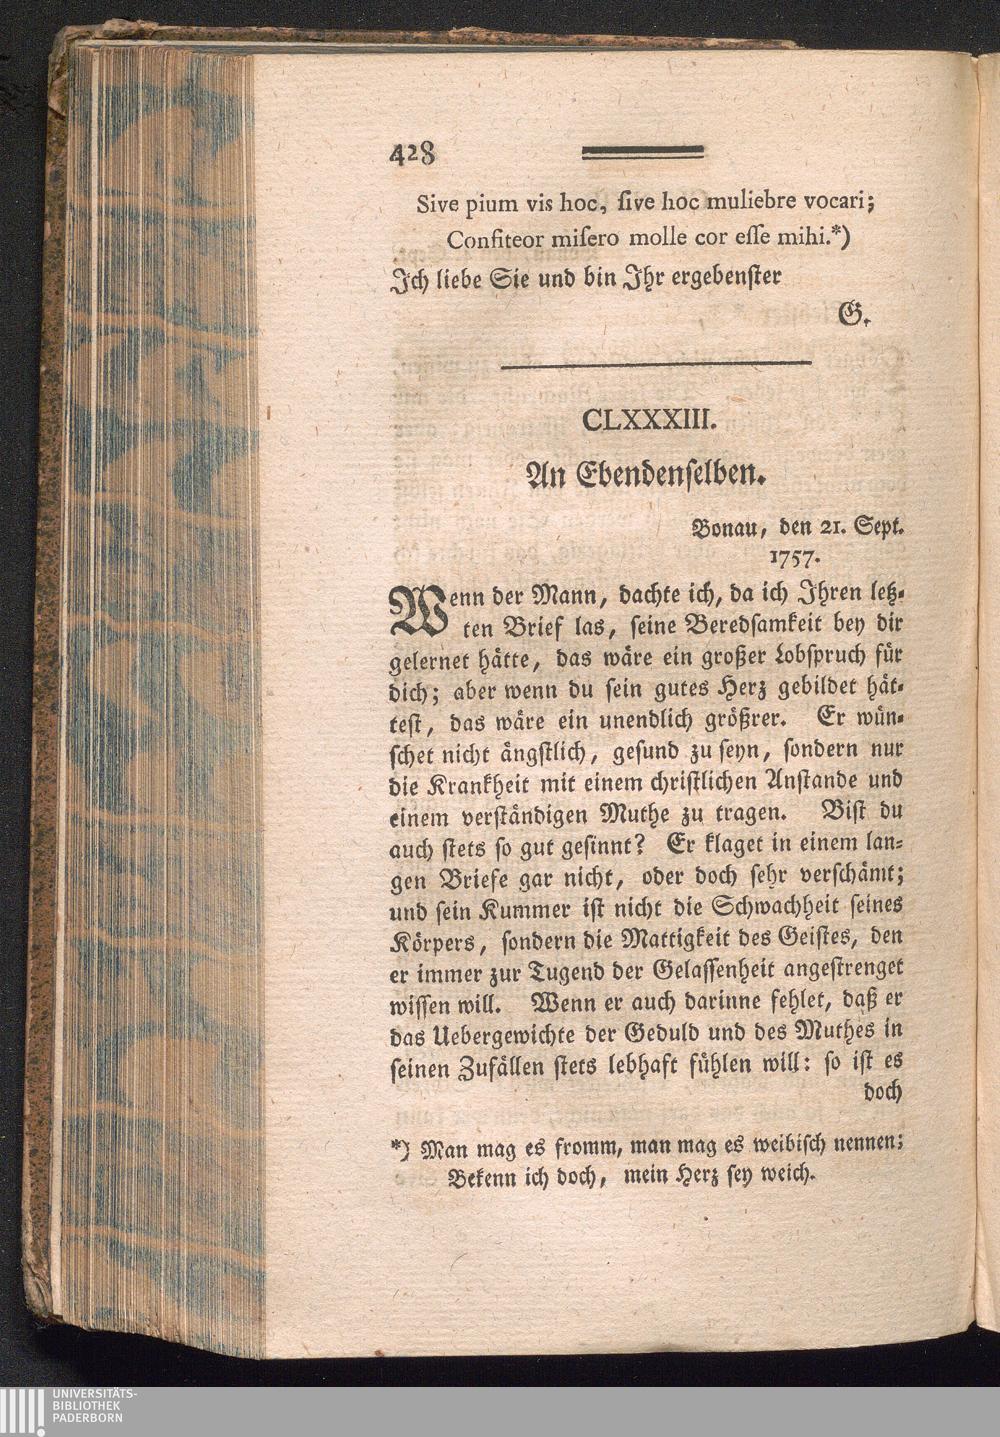 428
Sive pium vis hoc, ſive hoc muliebre vocari;
Confiteor miſero molle cor eſſe mihi.*)
Ich liebe Sie und bin Ihr ergebenſter
G.
CLXXXIII.
An Ebendenſelben.
Bonau, den 21. Sept.
1757.
Wenn der Mann, dachte ich, da ich Ihren letz-
ten Brief las, ſeine Beredſamkeit bey dir
gelernet hätte, das wäre ein großer Lobſpruch für
dich; aber wenn du ſein gutes Herz gebildet hät-
teſt, das wäre ein unendlich größrer. Er wün-
ſchet nicht ängſtlich, geſund zu ſeyn, ſondern nur
die Krankheit mit einem chriſtlichen Anſtande und
einem verſtändigen Muthe zu tragen. Biſt du
auch ſtets ſo gut geſinnt? Er klaget in einem lan-
gen Briefe gar nicht, oder doch ſehr verſchämt;
und ſein Kummer iſt nicht die Schwachheit ſeines
Körpers, ſondern die Mattigkeit des Geiſtes, den
er immer zur Tugend der Gelaſſenheit angeſtrenget
wiſſen will. Wenn er auch darinne fehlet, daß er
das Uebergewichte der Geduld und des Muthes in
ſeinen Zufällen ſtets lebhaft fühlen will: ſo iſt es
doch
*) Man mag es fromm, man mag es weibiſch nennen;
Bekenn ich doch, mein Herz ſey weich.
UNIVERSITÄTS-
BIBLIOTHEK
PADERBORN